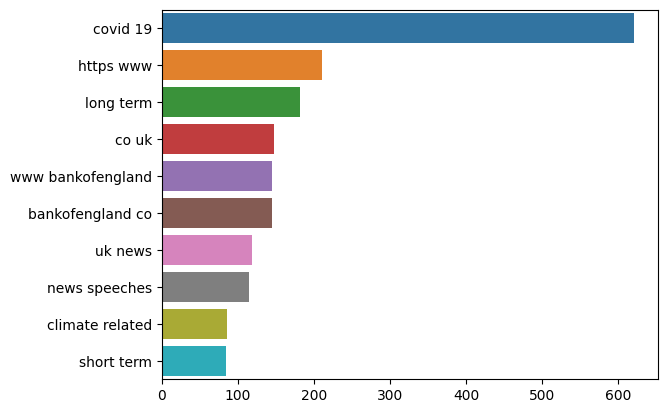 covid 19
https www
long term
co uk
www bankofengland
bankofengland co
uk news
news speeches
climate related
short term
0 100 200 300 400 500 600